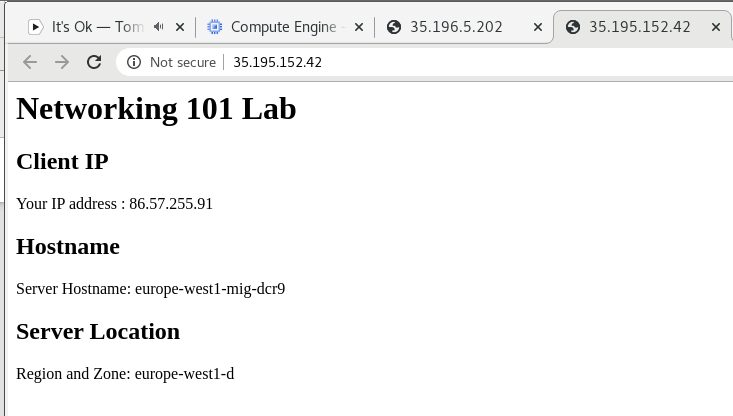 It's Ok — Tom
Compute Engine -
35.196.5.202
35.195.152.42
Not secure
35.195.152.42
Networking 101 Lab
Client IP
Your IP address : 86.57.255.91
Hostname
Server Hostname: europe-west1-mig-dcr9
Server Location
Region and Zone: europe-west1-d